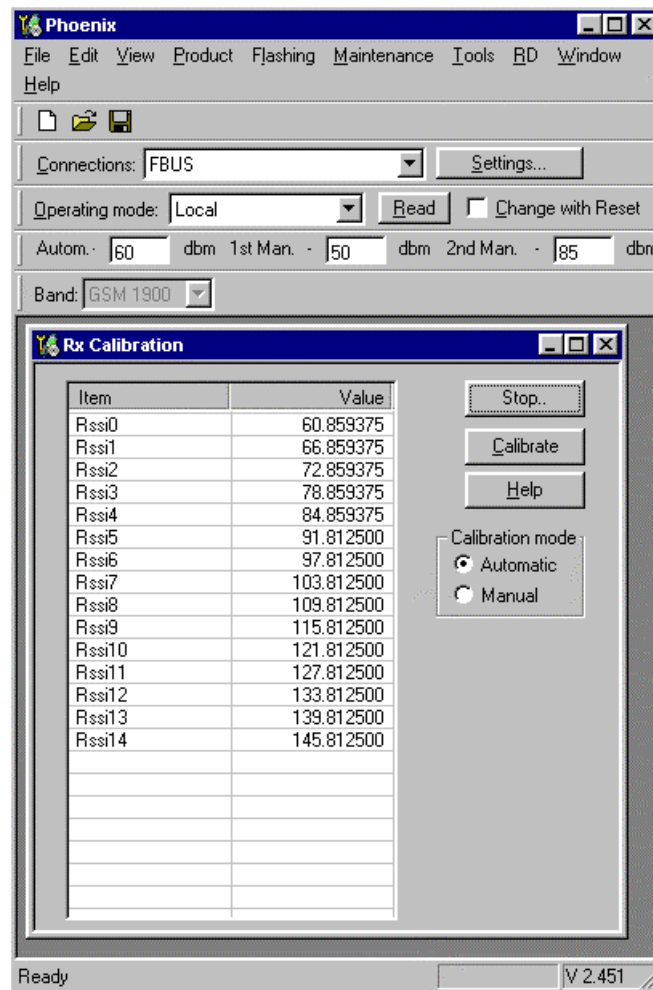 Phoenix
File Edit View Product Flashing Maintenance Tools RD Window
Help
Connections: FBUS Settings...
Operating mode: Local Read Change with Reset
Autom. - 60 dbm 1st Man. - 50 dbm 2nd Man. - 85 dbm
Band: GSM 1900
Rx Calibration
Item Value
Rssi0 60.859375
Rssi1 66.859375
Rssi2 72.859375
Rssi3 78.859375
Rssi4 84.859375
Rssi5 91.812500
Rssi6 97.812500
Rssi7 103.812500
Rssi8 109.812500
Rssi9 115.812500
Rssi10 121.812500
Rssi11 127.812500
Rssi12 133.812500
Rssi13 139.812500
Rssi14 145.812500
Stop..
Calibrate
Help
Calibration mode
Automatic
Manual
Ready V 2.451